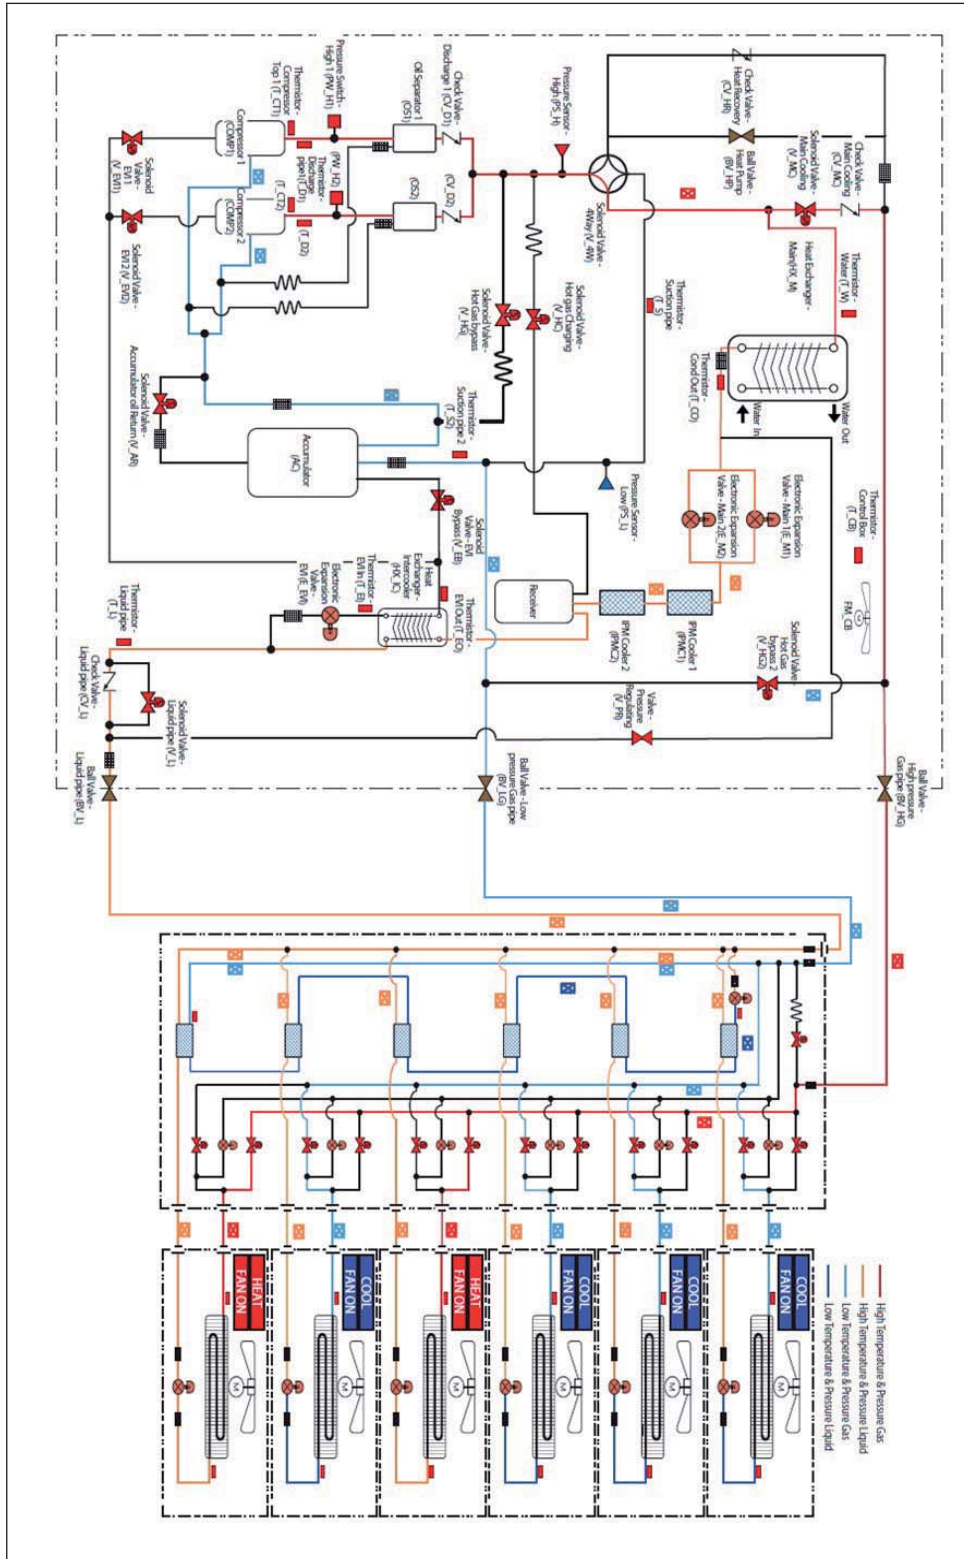 Pressure Switch -
High 1 (PW_H1)
Thermistor -
Compressor
Top 1 (T_CT1)
Compressor 1
(COMP1)
Solenoid
Valve -
EVI 1
(V_EVI1)
Check Valve -
Discharge 1 (CV_D1)
Oil Separator 1
(OS1)
(PW_H2)
Thermistor -
Discharge
pipe1 (T_D1)
(T_CT2)
(T_D2)
Compressor 2
(COMP2)
Solenoid Valve -
EVI 2 (V_EVI2)
(CV_D2)
(OS2)
Pressure Sensor -
High (PS_H)
Check Valve -
Heat Recovery
(CV_HR)
Ball Valve -
Heat Pump
(BV_HP)
Solenoid Valve -
Main Cooling
(V_MC)
Check Valve -
Main Cooling
(CV_MC)
Solenoid Valve -
4Way (V_4W)
Heat Exchanger -
Main(HX_M)
Thermistor -
Water (T_W)
Solenoid Valve -
Hot Gas bypass
(V_HG)
Solenoid Valve -
Hot gas Charging
(V_HC)
Thermistor -
Suction pipe
(T_S)
Thermistor -
Cond Out (T_CO)
Water In
Water Out
Solenoid Valve -
Accumulator oil Return (V_AR)
Accumulator
(AC)
Thermistor -
Suction pipe 2
(T_S2)
Solenoid
Valve - EVI
Bypass (V_EB)
Pressure Sensor -
Low (PS_L)
Electronic Expansion
Valve - Main 1(E_M1)
Electronic Expansion
Valve - Main 2(E_M2)
Thermistor -
Control Box
(T_CB)
FM_CB
Heat
Exchanger -
Intercooler
(HX_IC)
Thermistor -
EVI In (T_EI)
Electronic
Expansion
Valve -
EVI (E_EVI)
Thermistor -
EVI Out (T_EO)
Receiver
IPM Cooler 2
(IPMC2)
IPM Cooler 1
(IPMC1)
Thermistor -
Liquid pipe
(T_L)
Check Valve -
Liquid pipe (CV_L)
Solenoid Valve -
Liquid pipe (V_L)
Valve -
Pressure
Regulating
(V_PR)
Solenoid Valve -
Hot Gas
bypass 2
(V_HG2)
Ball Valve -
Liquid pipe (BV_L)
Ball Valve - Low
pressure Gas pipe
(BV_LG)
Ball Valve -
High pressure
Gas pipe (BV_HG)
HEAT
FAN ON
M
COOL
FAN ON
M
HEAT
FAN ON
M
COOL
FAN ON
M
COOL
FAN ON
M
COOL
FAN ON
M
High Temperature & Pressure Gas
High Temperature & Pressure Liquid
Low Temperature & Pressure Gas
Low Temperature & Pressure Liquid